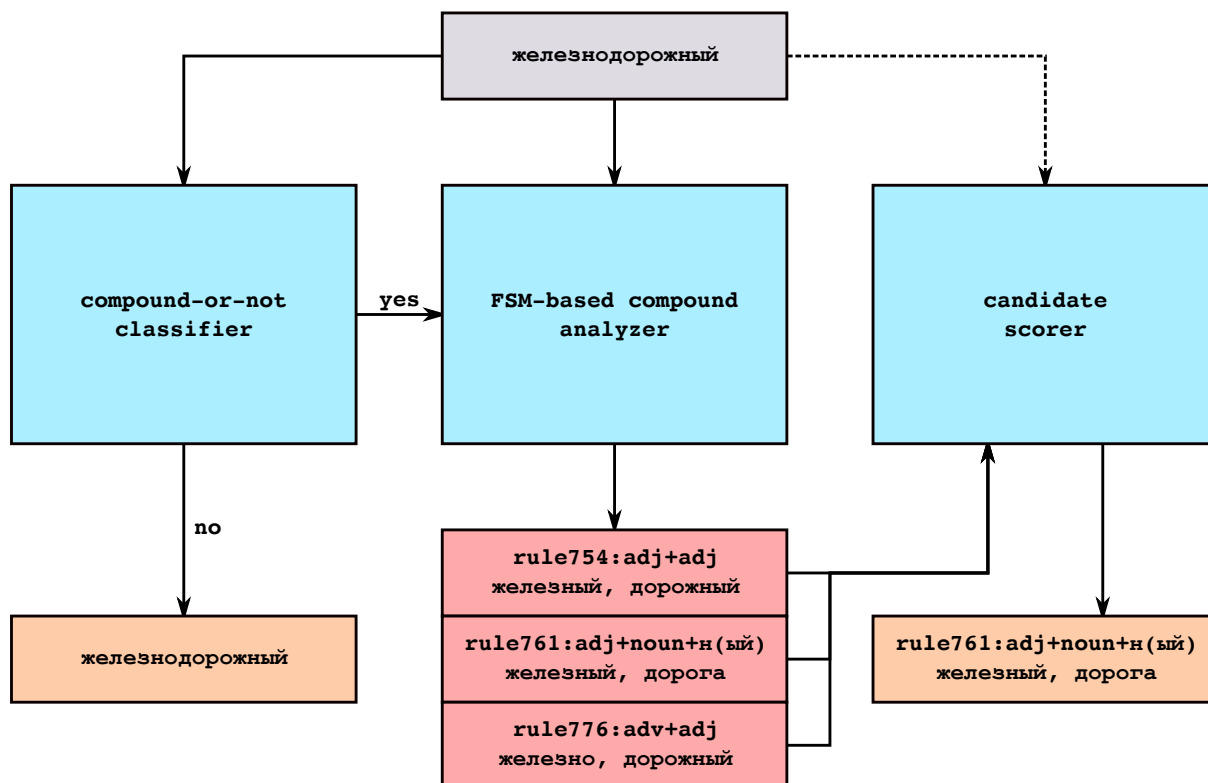 железнодорожный
compound-or-not
classifier
yes
FSM-based compound
analyzer
candidate
scorer
no
rule754:adj+adj
железный, дорожный
железнодорожный
rule761:adj+noun+н(ый)
железный, дорога
rule761:adj+noun+н(ый)
железный, дорога
rule776:adv+adj
железно, дорожный